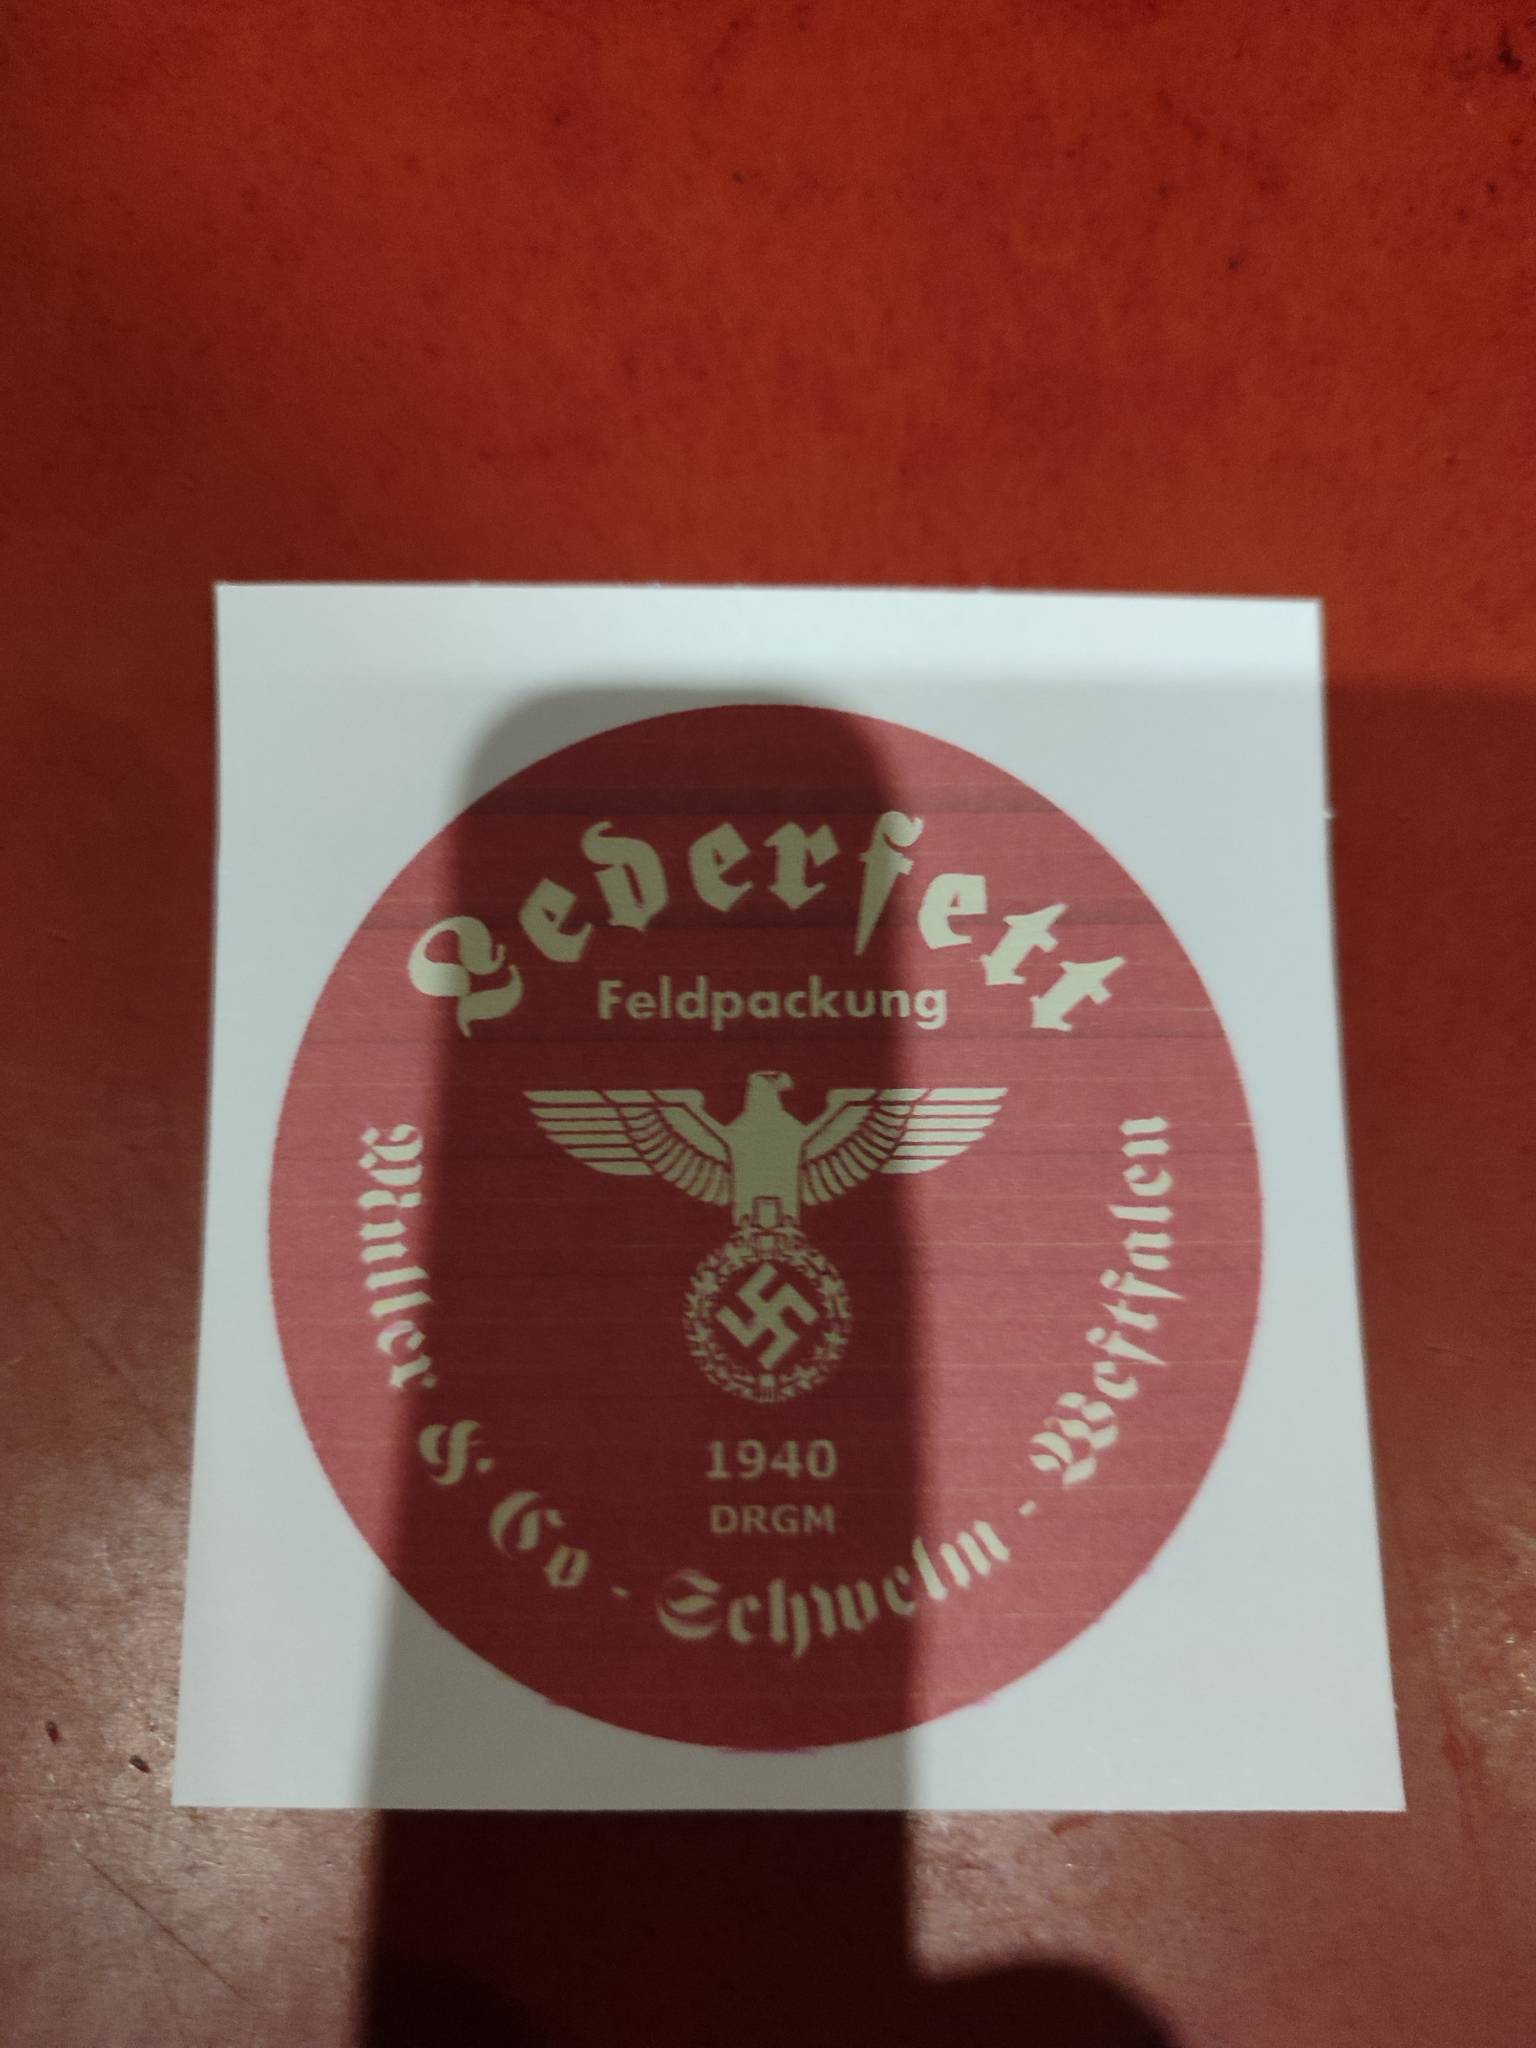 Lederfett
Feldpackung
1940
DRGM
Müller. S. Co - Schwelm - Westfalen